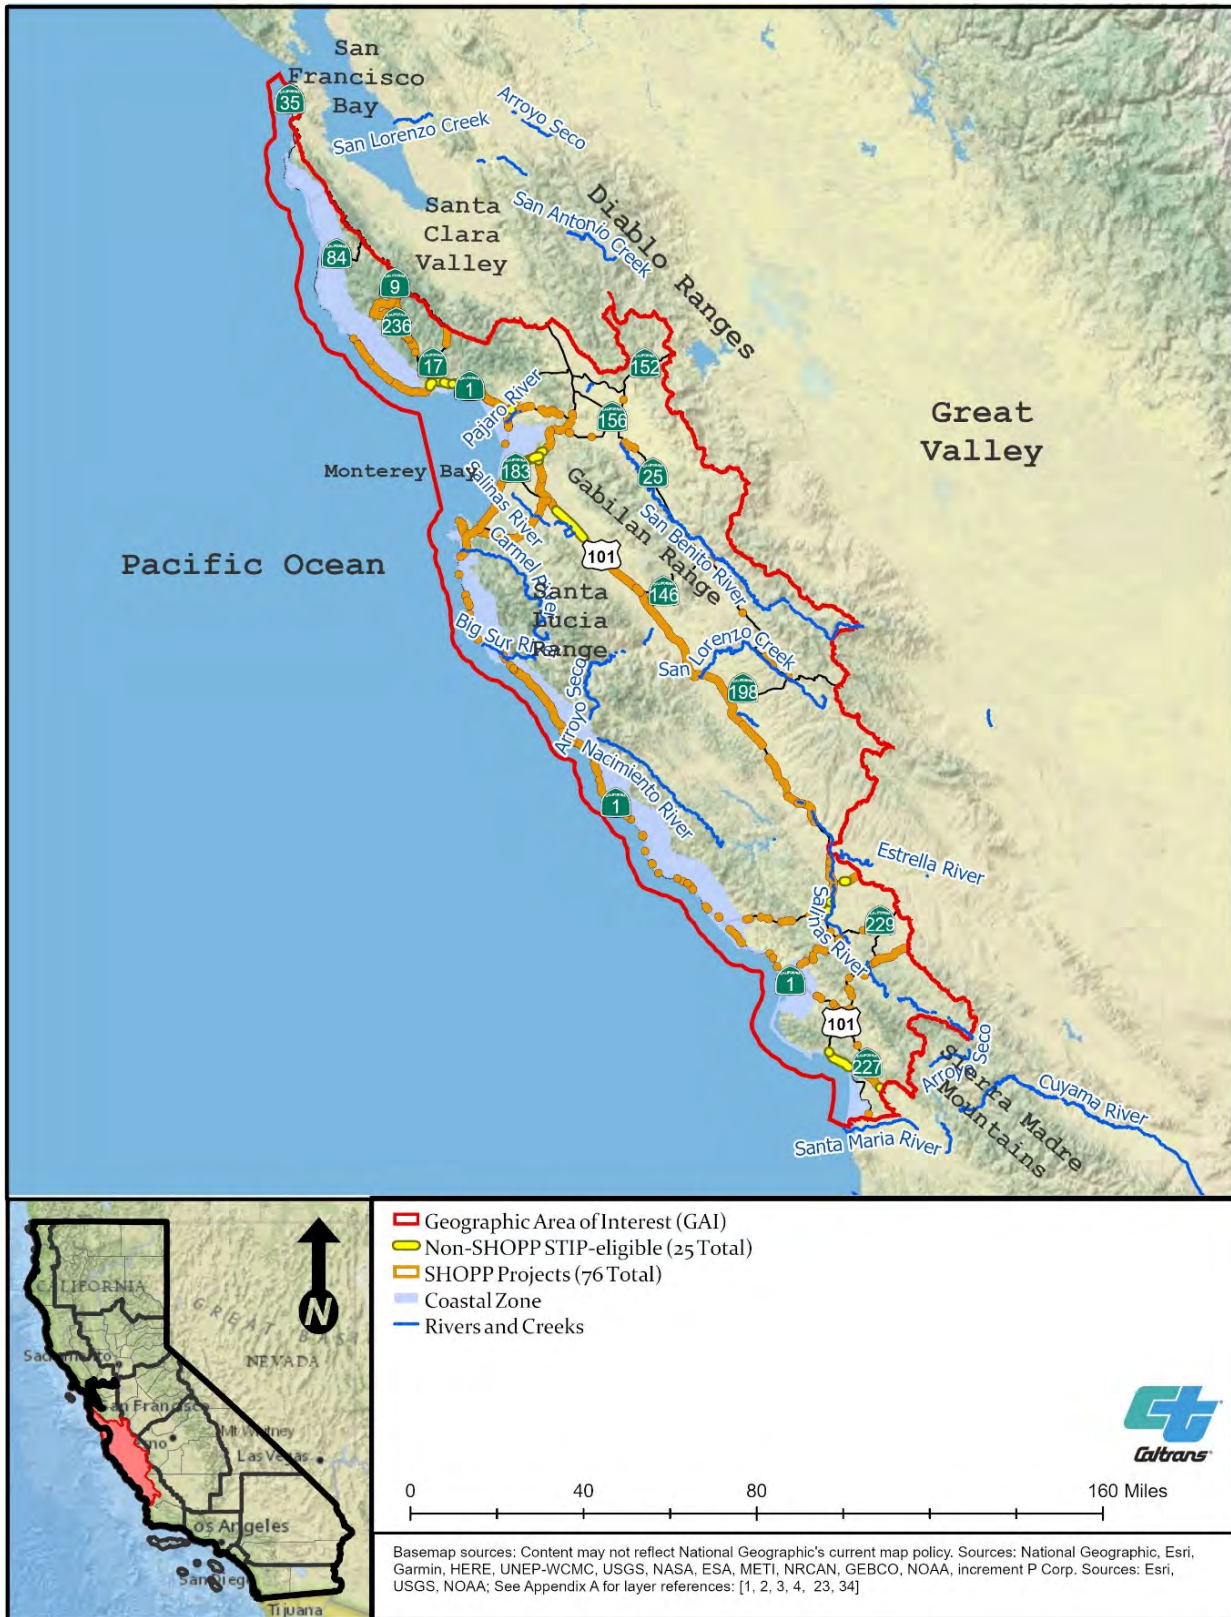 San
Francisco
Bay
35
San Lorenzo Creek
Arroyo Seco
Santa
Clara
Valley
San Antonio Creek
Diablo Ranges
84
9
236
17
1
152
156
Pajaro River
Great
Valley
Monterey Bay
183
25
Salinas River
Gabilan Range
San Benito River
Carmel River
101
Pacific Ocean
146
Santa
Lucia
Range
Big Sur River
San Lorenzo Creek
198
Arroyo Seco
Nacimiento River
1
Estrella River
Salinas River
229
1
101
227
Arroyo Seco
Sierra Madre
Mountains
Cuyama River
Santa Maria River
CALIFORNIA
GREAT BAS
NEVADA
Sacramento
an Francisco
Mt Whitney
no
Las Vegas
os Angeles
San Diego
Tijuana
N
Geographic Area of Interest (GAI)
Non-SHOPP STIP-eligible (25 Total)
SHOPP Projects (76 Total)
Coastal Zone
Rivers and Creeks
Caltrans
0 40 80 160 Miles
Basemap sources: Content may not reflect National Geographic's current map policy. Sources: National Geographic, Esri,
Garmin, HERE, UNEP-WCMC, USGS, NASA, ESA, METI, NRCAN, GEBCO, NOAA, increment P Corp. Sources: Esri,
USGS, NOAA; See Appendix A for layer references: [1, 2, 3, 4, 23, 34]